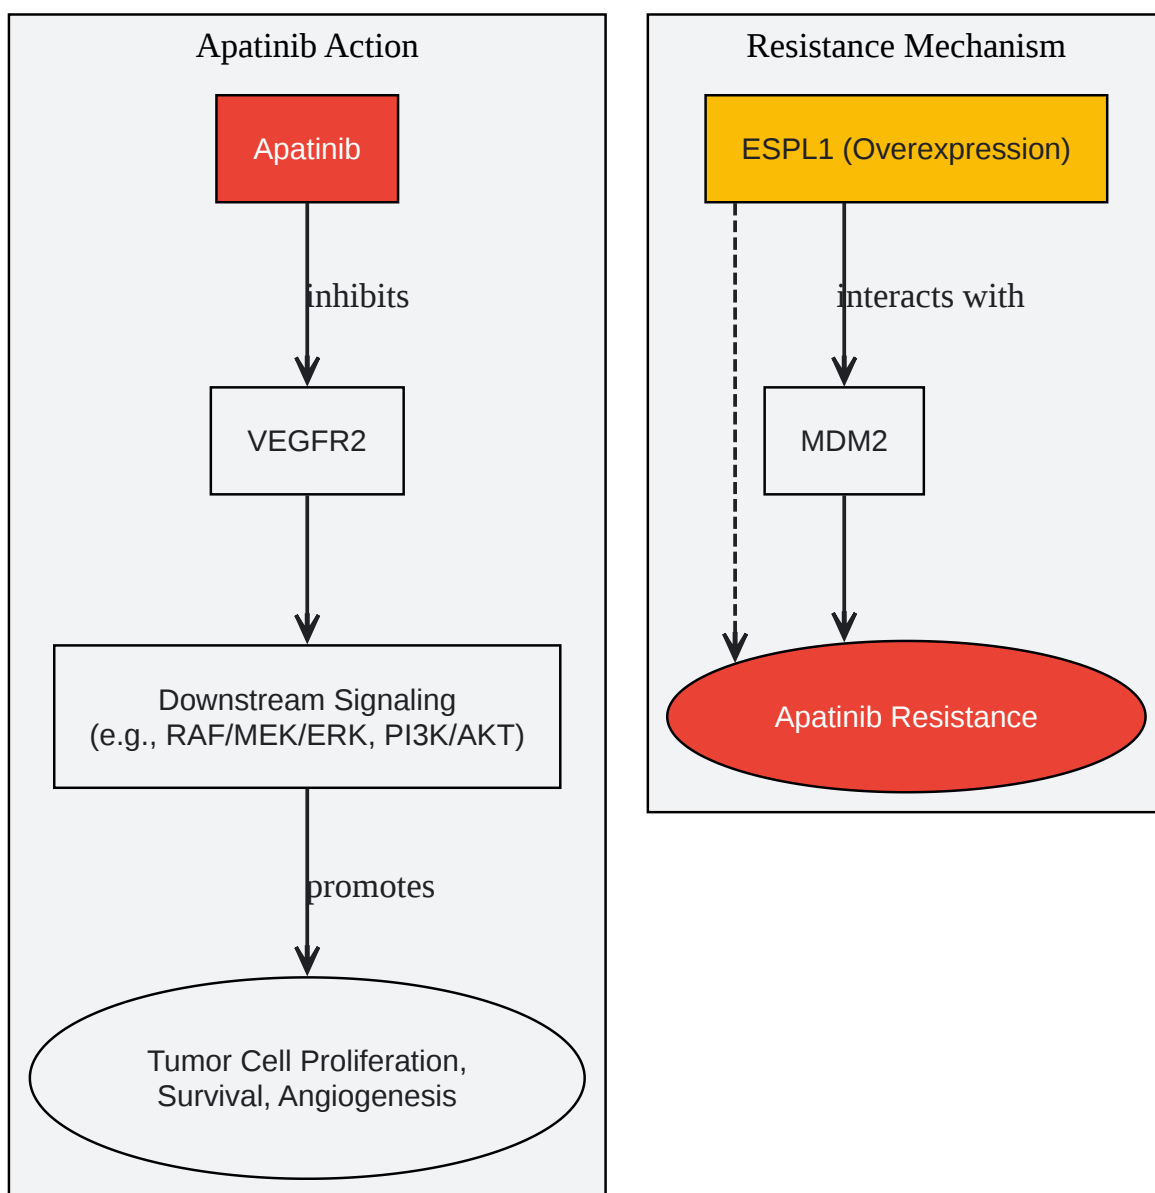 Apatinib Action
Apatinib
inhibits
VEGFR2
Downstream Signaling
(e.g., RAF/MEK/ERK, PI3K/AKT)
promotes
Tumor Cell Proliferation,
Survival, Angiogenesis
Resistance Mechanism
ESPL1 (Overexpression)
interacts with
MDM2
Apatinib Resistance